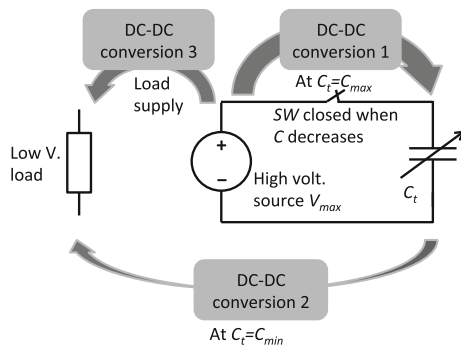 DC-DC
conversion 3
DC-DC
conversion 1
Load
supply
At Ct=Cmax
SW closed when
C decreases
Low V.
load
+
−
High volt.
source Vmax
Ct
DC-DC
conversion 2
At Ct=Cmin